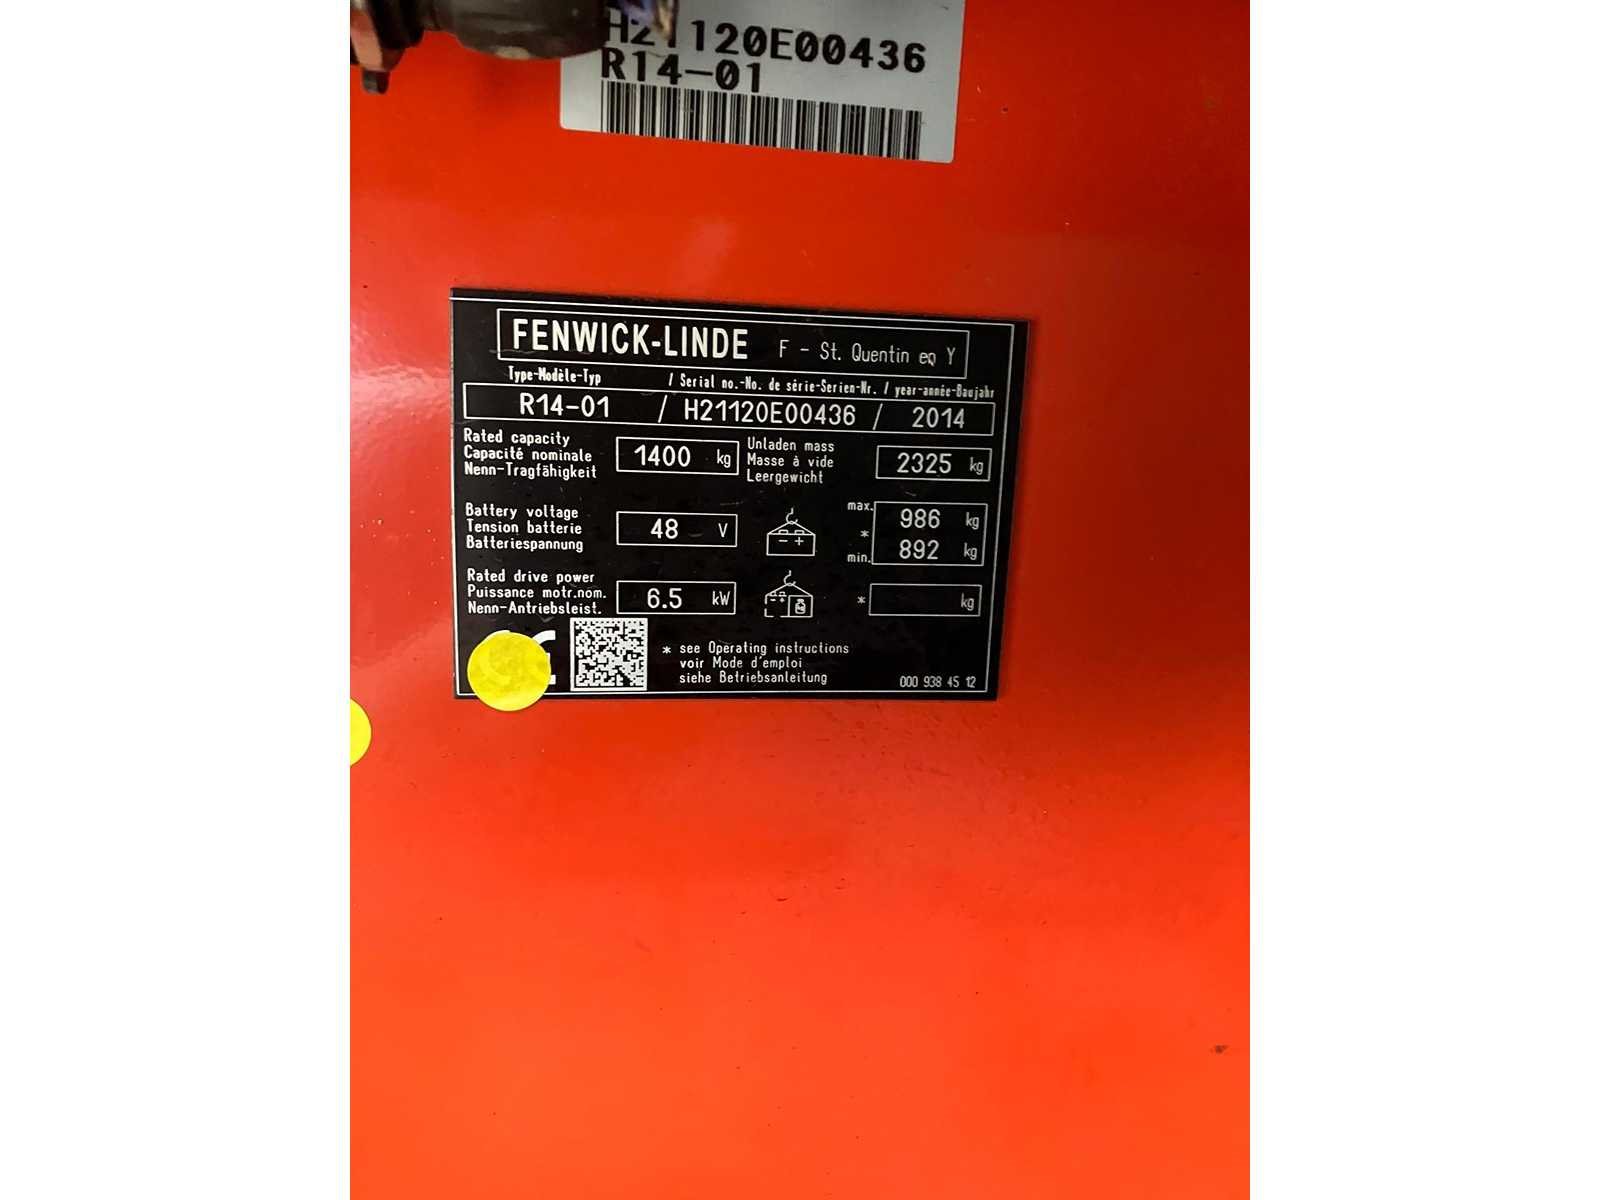 H21120E00436
R14-01
FENWICK-LINDE F - St. Quentin eq Y
Type-Modèle-Typ / Serial no.-No. de série-Serien-Nr. / year-année-Baujahr
R14-01 / H21120E00436 / 2014
Rated capacity
Capacité nominale
Nenn-Tragfähigkeit
1400 kg
Unladen mass
Masse à vide
Leergewicht
2325 kg
Battery voltage
Tension batterie
Batteriespannung
48 V
- +
max. 986 kg
*
min. 892 kg
Rated drive power
Puissance motr.nom.
Nenn-Antriebsleist.
6.5 kW
* kg
* see Operating instructions
voir Mode d'emploi
siehe Betriebsanleitung
000 938 45 12